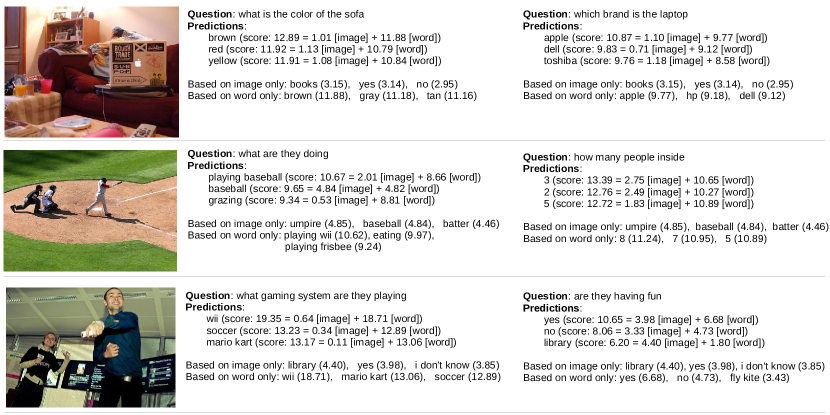 Question: what is the color of the sofa
Predictions:
brown (score: 12.89 = 1.01 [image] + 11.88 [word])
red (score: 11.92 = 1.13 [image] + 10.79 [word])
yellow (score: 11.91 = 1.08 [image] + 10.84 [word])
Based on image only: books (3.15), yes (3.14), no (2.95)
Based on word only: brown (11.88), gray (11.18), tan (11.16)
Question: which brand is the laptop
Predictions:
apple (score: 10.87 = 1.10 [image] + 9.77 [word])
dell (score: 9.83 = 0.71 [image] + 9.12 [word])
toshiba (score: 9.76 = 1.18 [image] + 8.58 [word])
Based on image only: books (3.15), yes (3.14), no (2.95)
Based on word only: apple (9.77), hp (9.18), dell (9.12)
ROUGH
TRADE
Question: what are they doing
Predictions:
playing baseball (score: 10.67 = 2.01 [image] + 8.66 [word])
baseball (score: 9.65 = 4.84 [image] + 4.82 [word])
grazing (score: 9.34 = 0.53 [image] + 8.81 [word])
Based on image only: umpire (4.85), baseball (4.84), batter (4.46)
Based on word only: playing wii (10.62), eating (9.97),
playing frisbee (9.24)
Question: how many people inside
Predictions:
3 (score: 13.39 = 2.75 [image] + 10.65 [word])
2 (score: 12.76 = 2.49 [image] + 10.27 [word])
5 (score: 12.72 = 1.83 [image] + 10.89 [word])
Based on image only: umpire (4.85), baseball (4.84), batter (4.46)
Based on word only: 8 (11.24), 7 (10.95), 5 (10.89)
Question: what gaming system are they playing
Predictions:
wii (score: 19.35 = 0.64 [image] + 18.71 [word])
soccer (score: 13.23 = 0.34 [image] + 12.89 [word])
mario kart (score: 13.17 = 0.11 [image] + 13.06 [word])
Based on image only: library (4.40), yes (3.98), i don't know (3.85)
Based on word only: wii (18.71), mario kart (13.06), soccer (12.89)
Question: are they having fun
Predictions:
yes (score: 10.65 = 3.98 [image] + 6.68 [word])
no (score: 8.06 = 3.33 [image] + 4.73 [word])
library (score: 6.20 = 4.40 [image] + 1.80 [word])
Based on image only: library (4.40), yes (3.98), i don't know (3.85)
Based on word only: yes (6.68), no (4.73), fly kite (3.43)